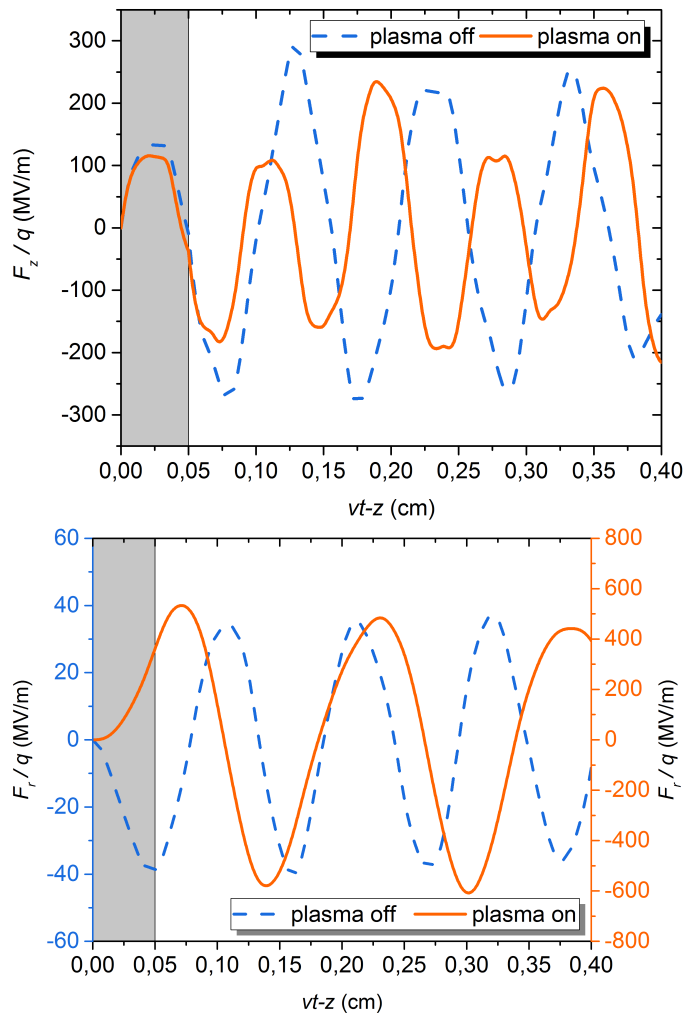 plasma off plasma on
300
200
100
0
-100
-200
-300
F_z / q (MV/m)
0,00 0,05 0,10 0,15 0,20 0,25 0,30 0,35 0,40
vt-z (cm)
60 800
40 600
20 400
0 200
-20 0
-40 -200
-60 -400
-600
-800
F_r / q (MV/m)
F_r / q (MV/m)
plasma off plasma on
0,00 0,05 0,10 0,15 0,20 0,25 0,30 0,35 0,40
vt-z (cm)